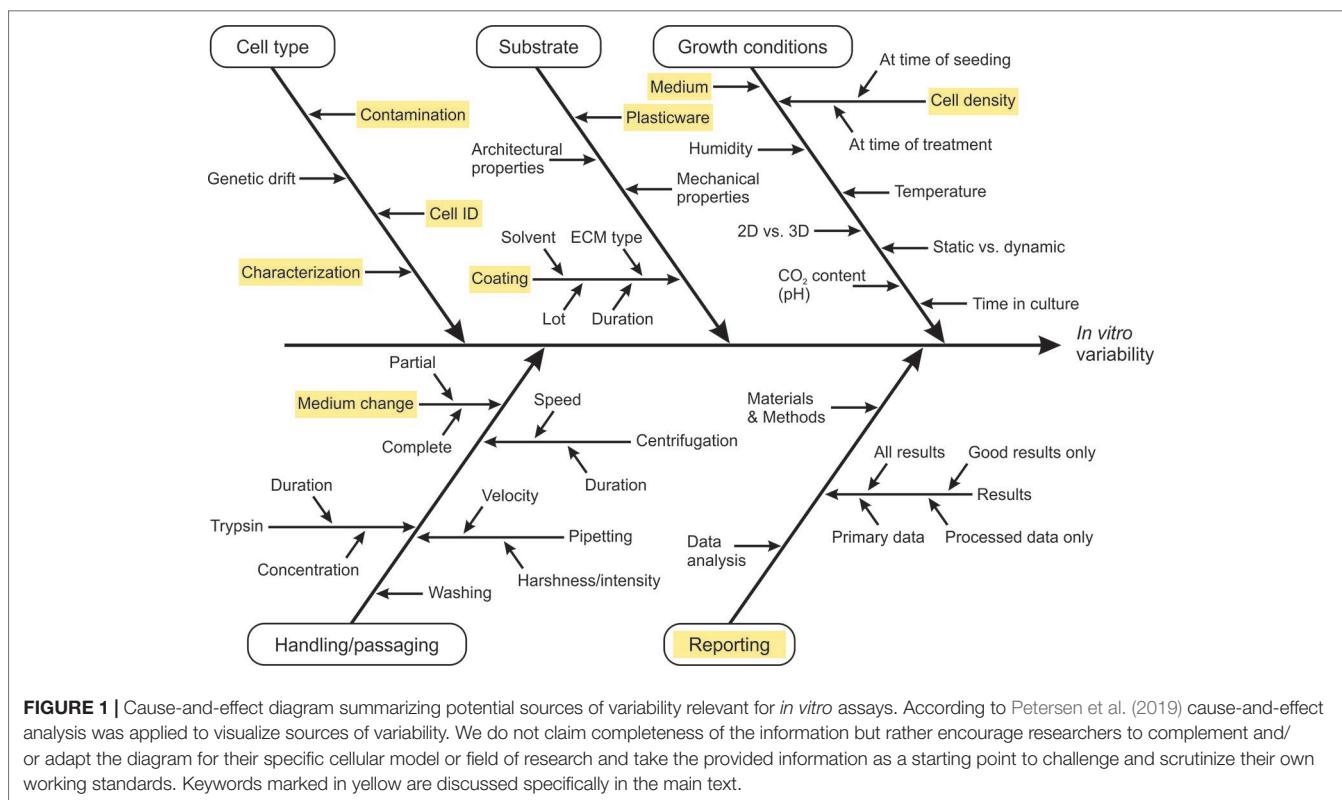 Cell type
Substrate
Growth conditions
Contamination
Genetic drift
Cell ID
Characterization
Plasticware
Architectural
properties
Mechanical
properties
Solvent
ECM type
Coating
Lot
Duration
Medium
At time of seeding
Cell density
At time of treatment
Humidity
Temperature
2D vs. 3D
Static vs. dynamic
CO₂ content
(pH)
Time in culture
In vitro
variability
Partial
Medium change
Complete
Speed
Centrifugation
Duration
Duration
Trypsin
Concentration
Velocity
Pipetting
Harshness/intensity
Washing
Handling/passaging
Materials
& Methods
All results
Good results only
Results
Primary data
Processed data only
Data
analysis
Reporting
FIGURE 1 | Cause-and-effect diagram summarizing potential sources of variability relevant for in vitro assays. According to Petersen et al. (2019) cause-and-effect
analysis was applied to visualize sources of variability. We do not claim completeness of the information but rather encourage researchers to complement and/
or adapt the diagram for their specific cellular model or field of research and take the provided information as a starting point to challenge and scrutinize their own
working standards. Keywords marked in yellow are discussed specifically in the main text.